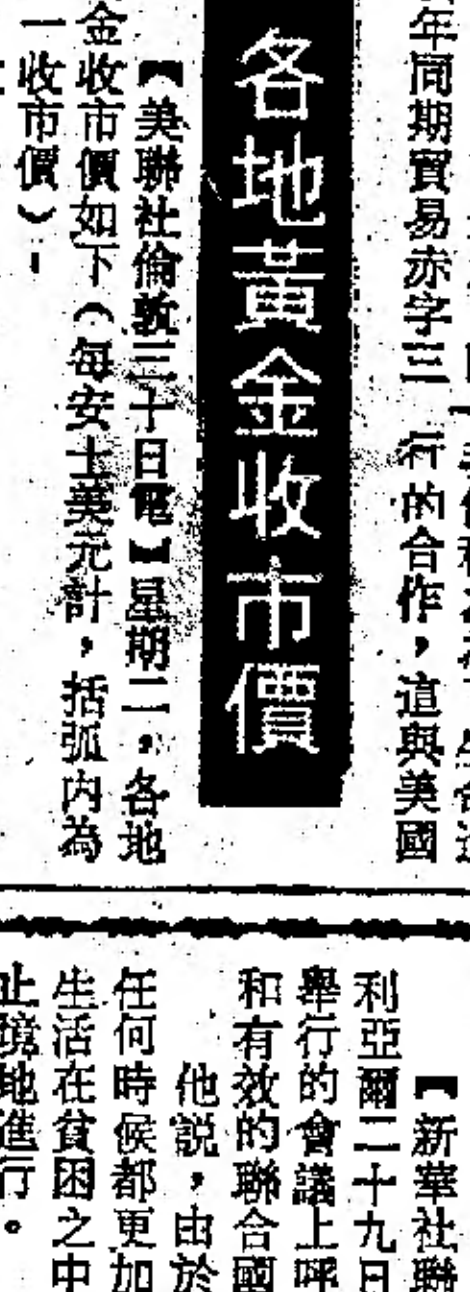 年同期貿易赤字三
行的合作，這與美國
各地黃金收市價
【美聯社倫敦三十日電】星期二，各地
金收市價如下（每安士美元計，括弧內為
一收市價）：
【新華社聯
利亞爾二十九日
舉行的會議上呼
和有效的聯合國
他説，由於
任何時候都更加
生活在貧困之中
止境地進行。